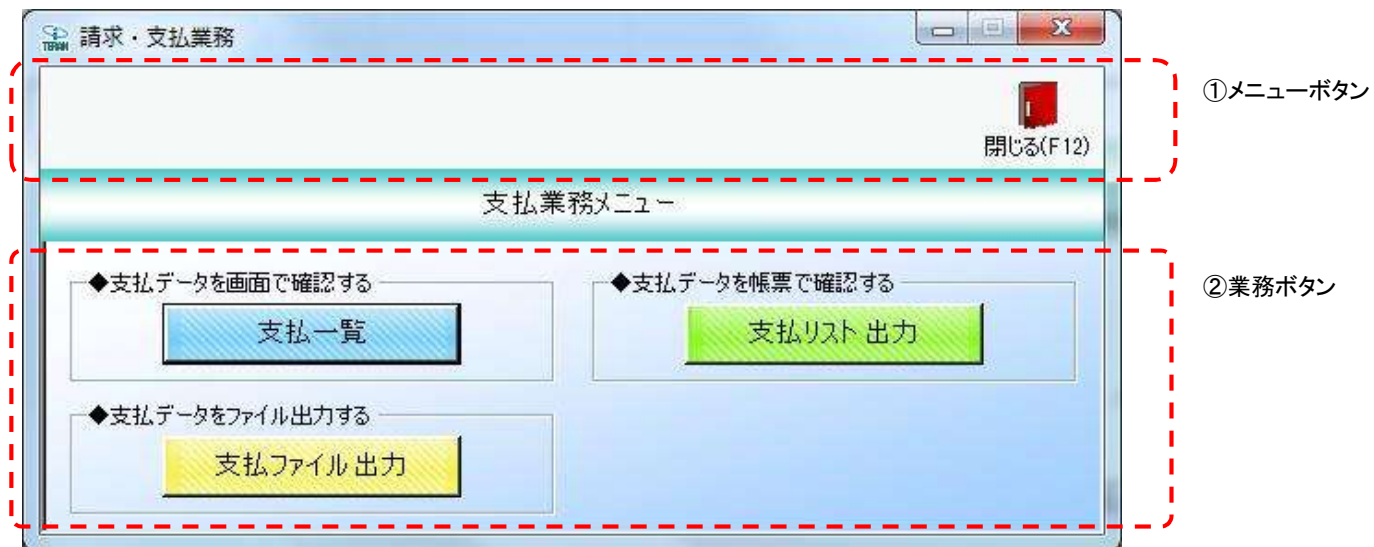 TERAN 請求・支払業務
①メニューボタン
閉じる(F12)
支払業務メニュー
②業務ボタン
◆支払データを画面で確認する
◆支払データを帳票で確認する
支払一覧
支払リスト 出力
◆支払データをファイル出力する
支払ファイル 出力